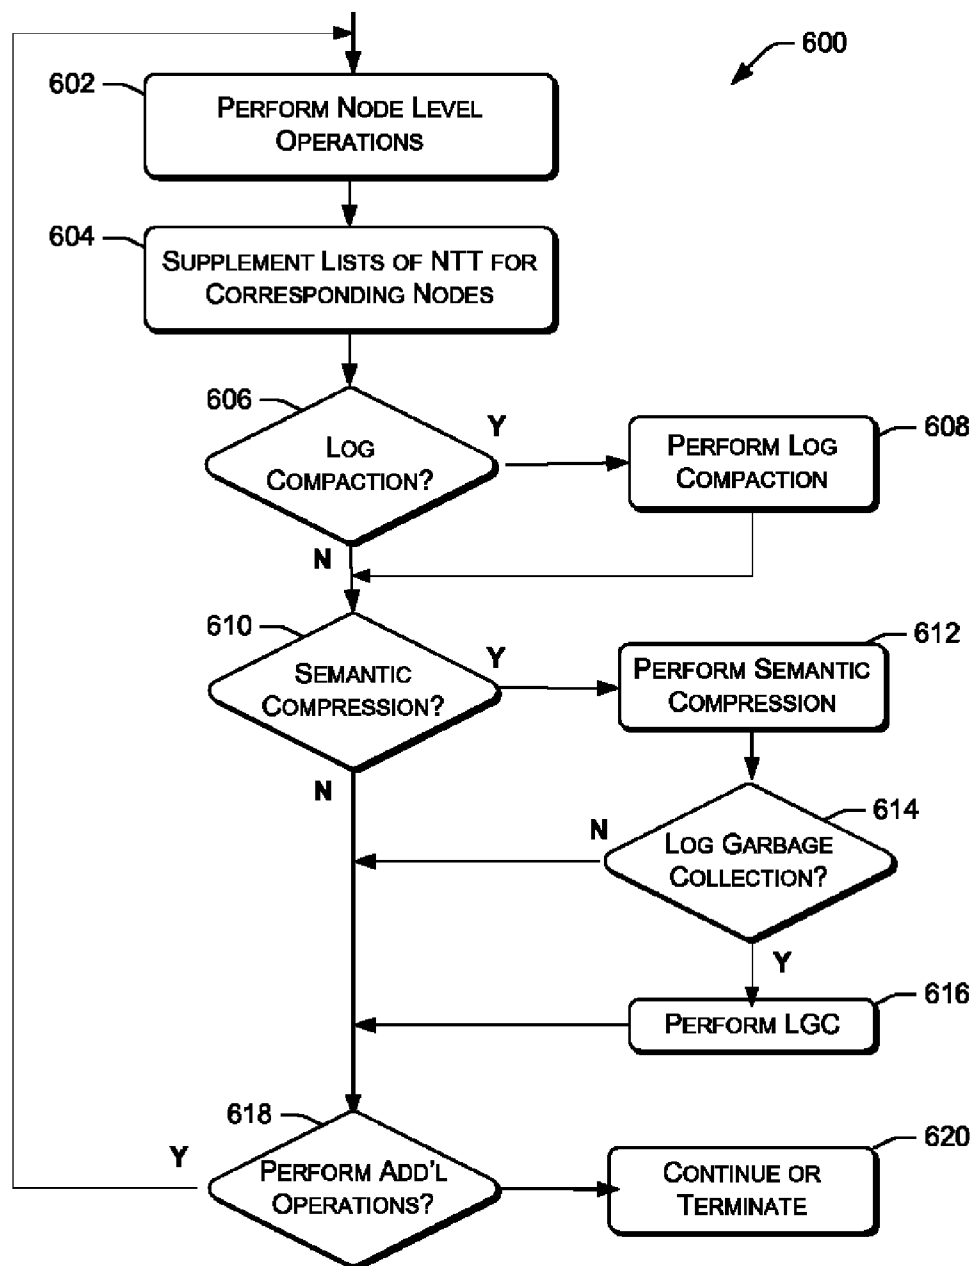 600
602
PERFORM NODE LEVEL
OPERATIONS
604
SUPPLEMENT LISTS OF NTT FOR
CORRESPONDING NODES
606
LOG
COMPACTION?
Y
608
PERFORM LOG
COMPACTION
N
610
SEMANTIC
COMPRESSION?
Y
612
PERFORM SEMANTIC
COMPRESSION
N
614
LOG GARBAGE
COLLECTION?
N
Y
616
PERFORM LGC
618
PERFORM ADD'L
OPERATIONS?
Y
620
CONTINUE OR
TERMINATE